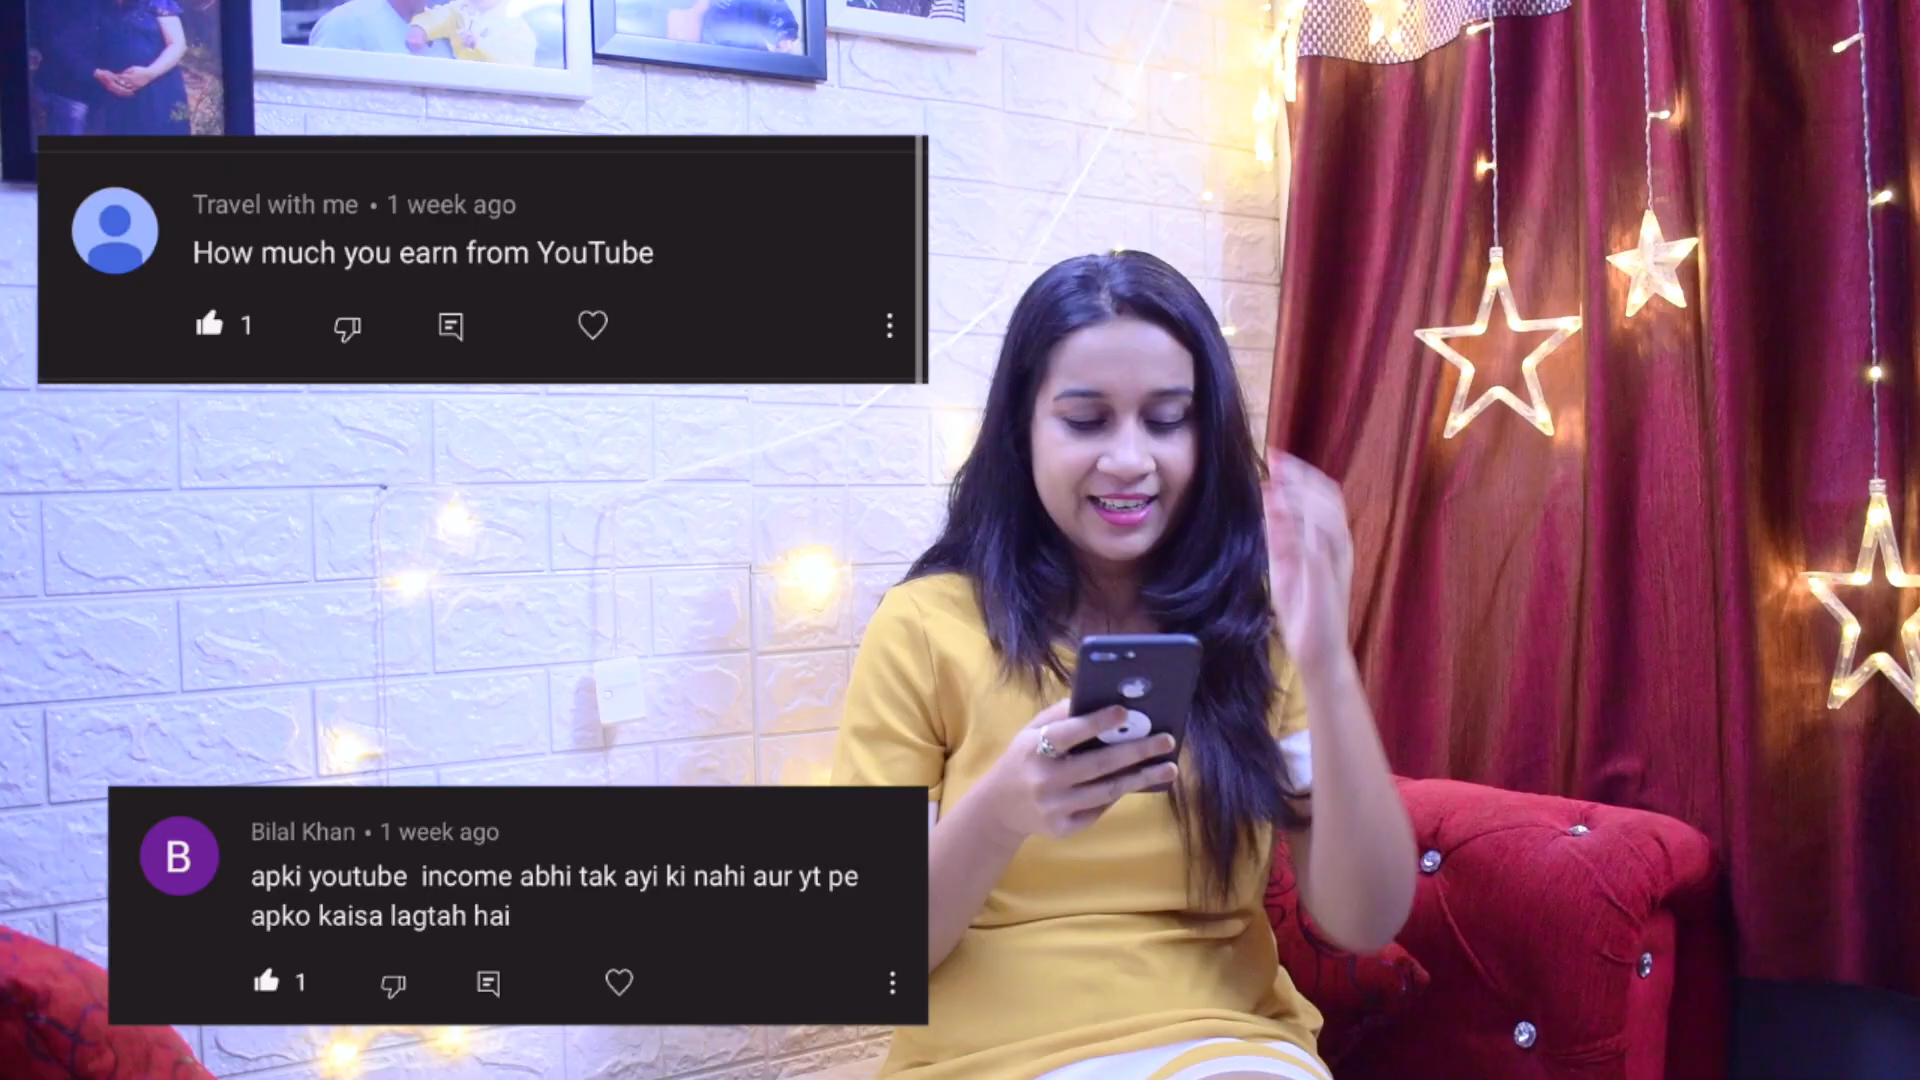 Travel with me • 1 week ago
How much you earn from YouTube
1
B
Bilal Khan • 1 week ago
apki youtube income abhi tak ayi ki nahi aur yt pe
apko kaisa lagtah hai
1